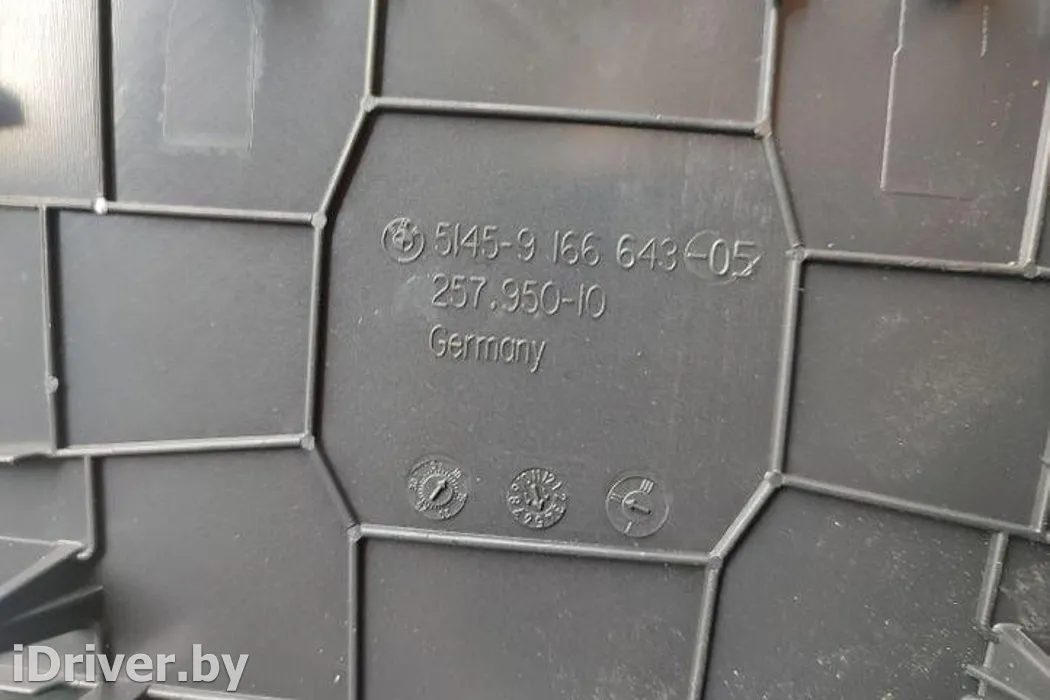 5145-9 166 643-05
257.950-10
Germany
iDriver.by